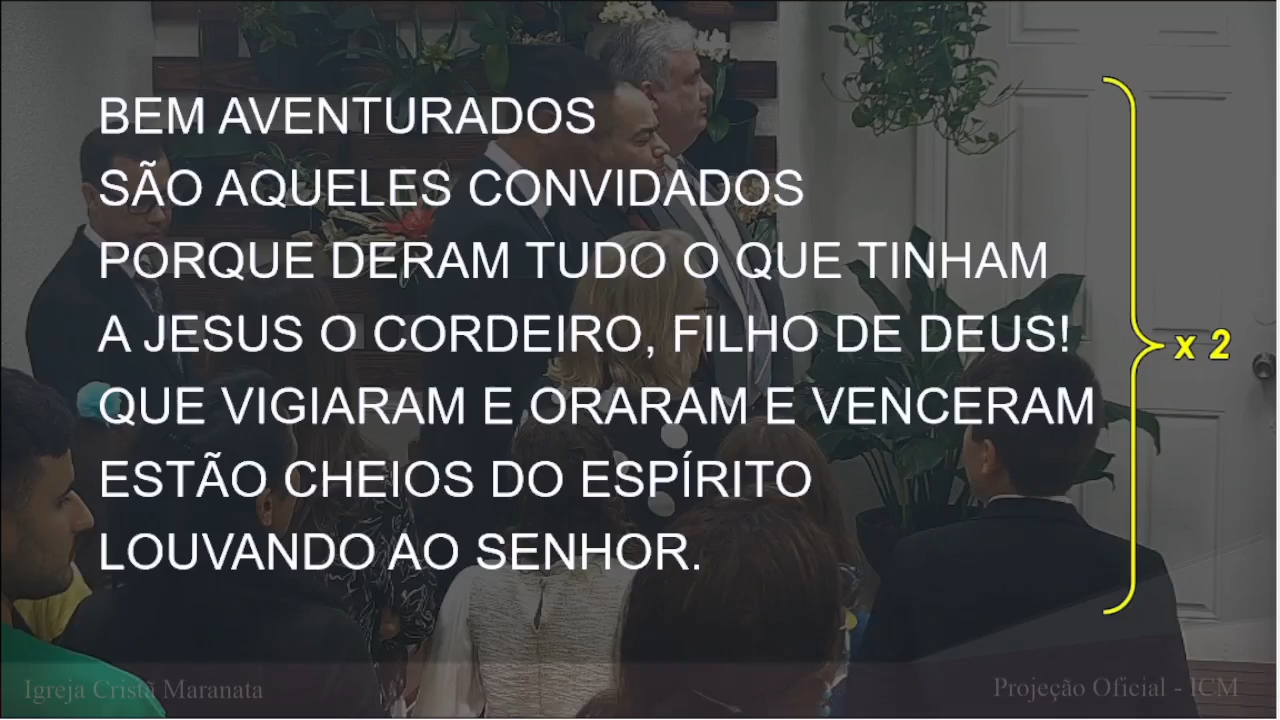 BEM AVENTURADOS
SÃO AQUELES CONVIDADOS
PORQUE DERAM TUDO O QUE TINHAM
A JESUS O CORDEIRO, FILHO DE DEUS!
QUE VIGIARAM E ORARAM E VENCERAM
ESTÃO CHEIOS DO ESPÍRITO
LOUVANDO AO SENHOR.
x 2
Igreja Cristã Maranata
Projeção Oficial - ICM